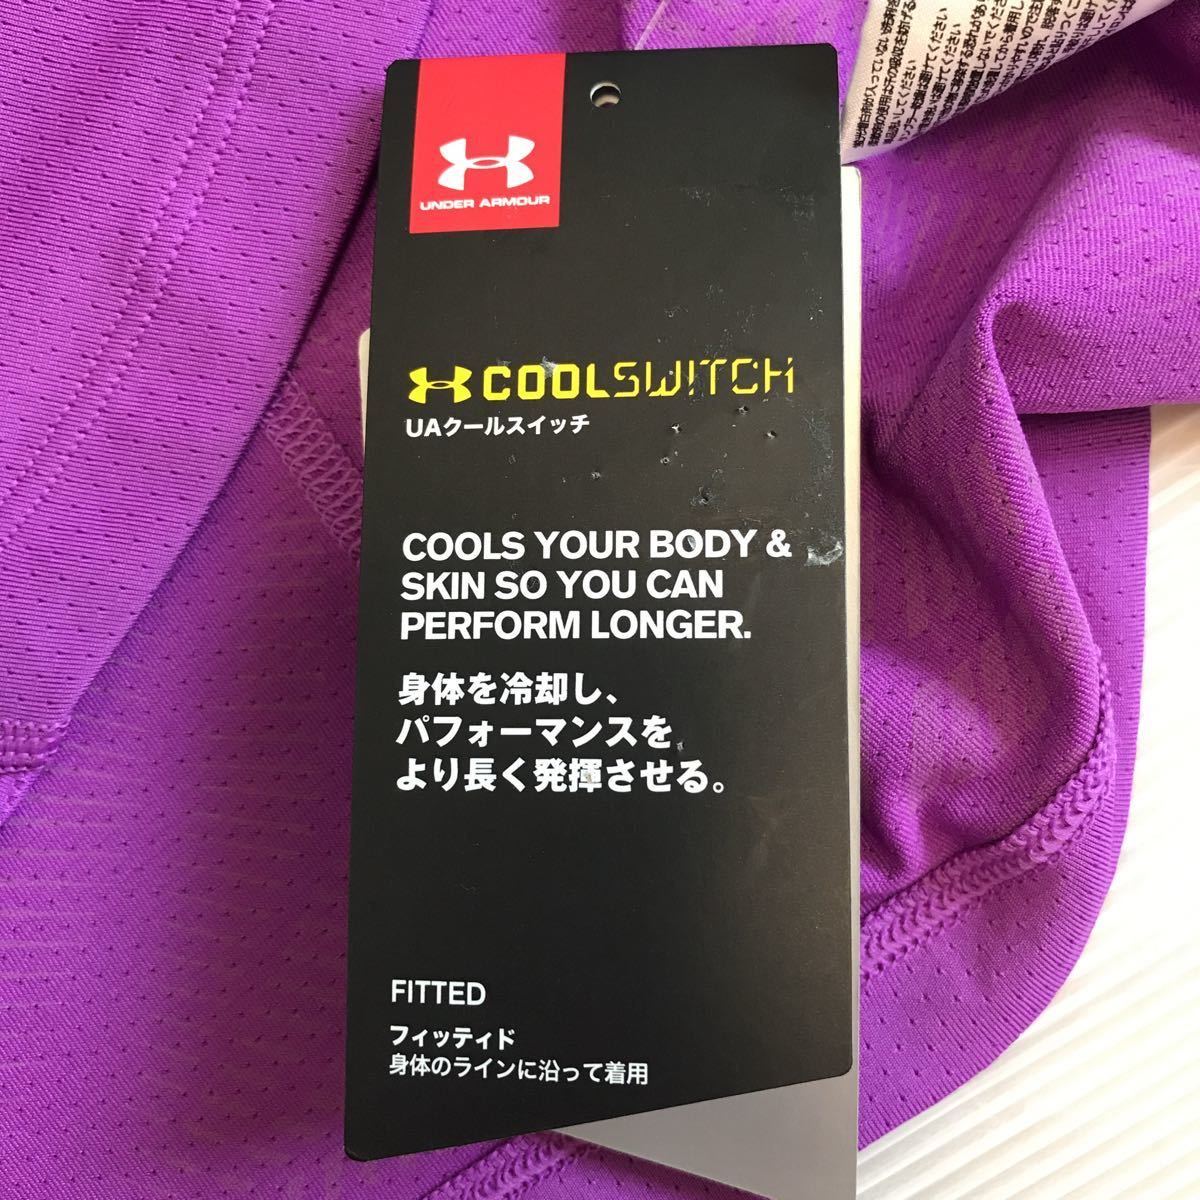 UNDER ARMOUR
COOLSWITCH
UAクールスイッチ
COOLS YOUR BODY &
SKIN SO YOU CAN
PERFORM LONGER.
身体を冷却し、
パフォーマンスを
より長く発揮させる。
FITTED
フィッティド
身体のラインに沿って着用